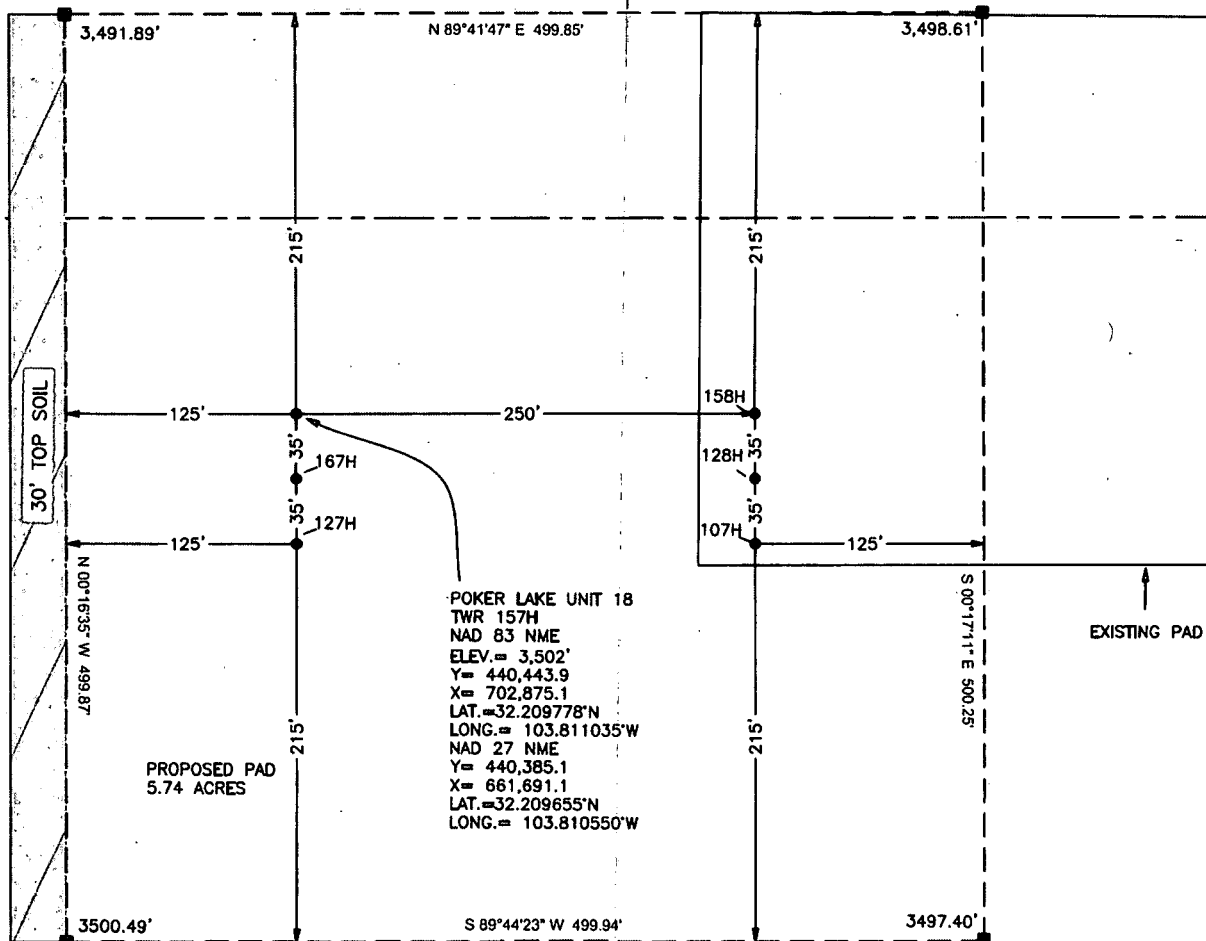 3,491.89'
N 89°41'47" E 499.85'
3,498.61'
215'
215'
30' TOP SOIL
125'
250'
158H
35'
35'
167H
128H
35'
35'
127H
107H
125'
125'
N 00°16'35" W 499.87'
S 00°17'11" E 500.25'
EXISTING PAD
POKER LAKE UNIT 18
TWR 157H
NAD 83 NME
ELEV.= 3,502'
Y= 440,443.9
X= 702,875.1
LAT.=32.209778°N
LONG.= 103.811035°W
NAD 27 NME
Y= 440,385.1
X= 661,691.1
LAT.=32.209655°N
LONG.= 103.810550°W
215'
215'
PROPOSED PAD
5.74 ACRES
3500.49'
S 89°44'23" W 499.94'
3497.40'